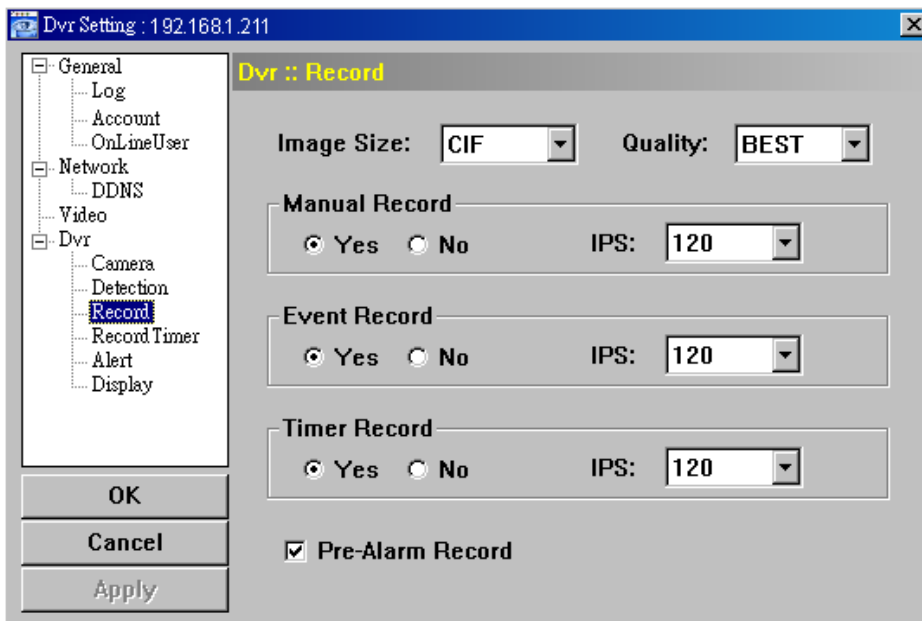 Dvr Setting : 192.168.1.211
General
Log
Account
OnLineUser
Network
DDNS
Video
Dvr
Camera
Detection
Record
Record Timer
Alert
Display
OK
Cancel
Apply
Dvr :: Record
Image Size: CIF Quality: BEST
Manual Record
Yes No IPS: 120
Event Record
Yes No IPS: 120
Timer Record
Yes No IPS: 120
Pre-Alarm Record